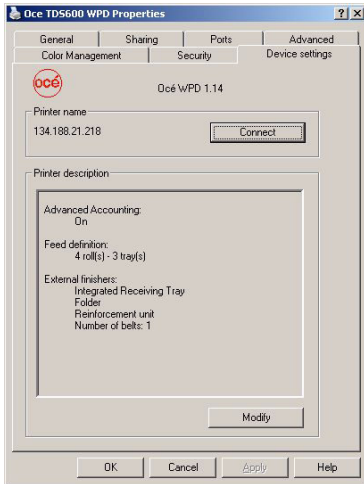 Oce TDS600 WPD Properties
General Sharing Ports Advanced
Color Management Security Device settings
océ
Océ WPD 1.14
Printer name
134.188.21.218
Connect
Printer description
Advanced Accounting:
On
Feed definition:
4 roll(s) - 3 tray(s)
External finishers:
Integrated Receiving Tray
Folder
Reinforcement unit
Number of belts: 1
Modify
OK Cancel Apply Help